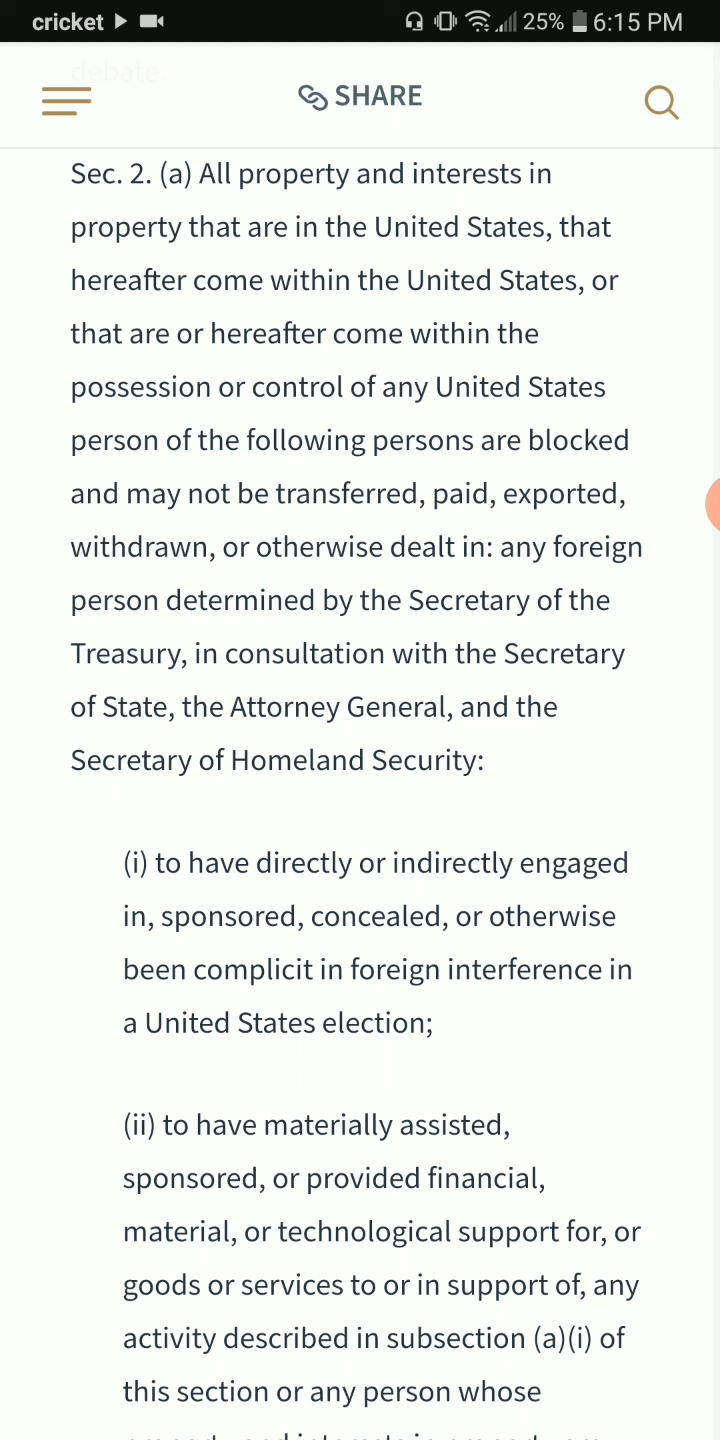 cricket 25% 6:15 PM
debate.
SHARE
Sec. 2. (a) All property and interests in
property that are in the United States, that
hereafter come within the United States, or
that are or hereafter come within the
possession or control of any United States
person of the following persons are blocked
and may not be transferred, paid, exported,
withdrawn, or otherwise dealt in: any foreign
person determined by the Secretary of the
Treasury, in consultation with the Secretary
of State, the Attorney General, and the
Secretary of Homeland Security:
(i) to have directly or indirectly engaged
in, sponsored, concealed, or otherwise
been complicit in foreign interference in
a United States election;
(ii) to have materially assisted,
sponsored, or provided financial,
material, or technological support for, or
goods or services to or in support of, any
activity described in subsection (a)(i) of
this section or any person whose